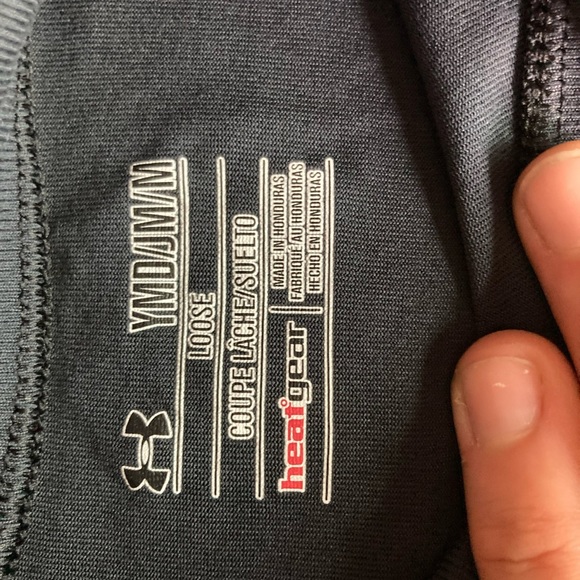 YMD/JM/M
LOOSE
COUPE LÂCHE/SUELTO
heatgear
MADE IN HONDURAS
FABRIQUÉ AU HONDURAS
HECHO EN HONDURAS